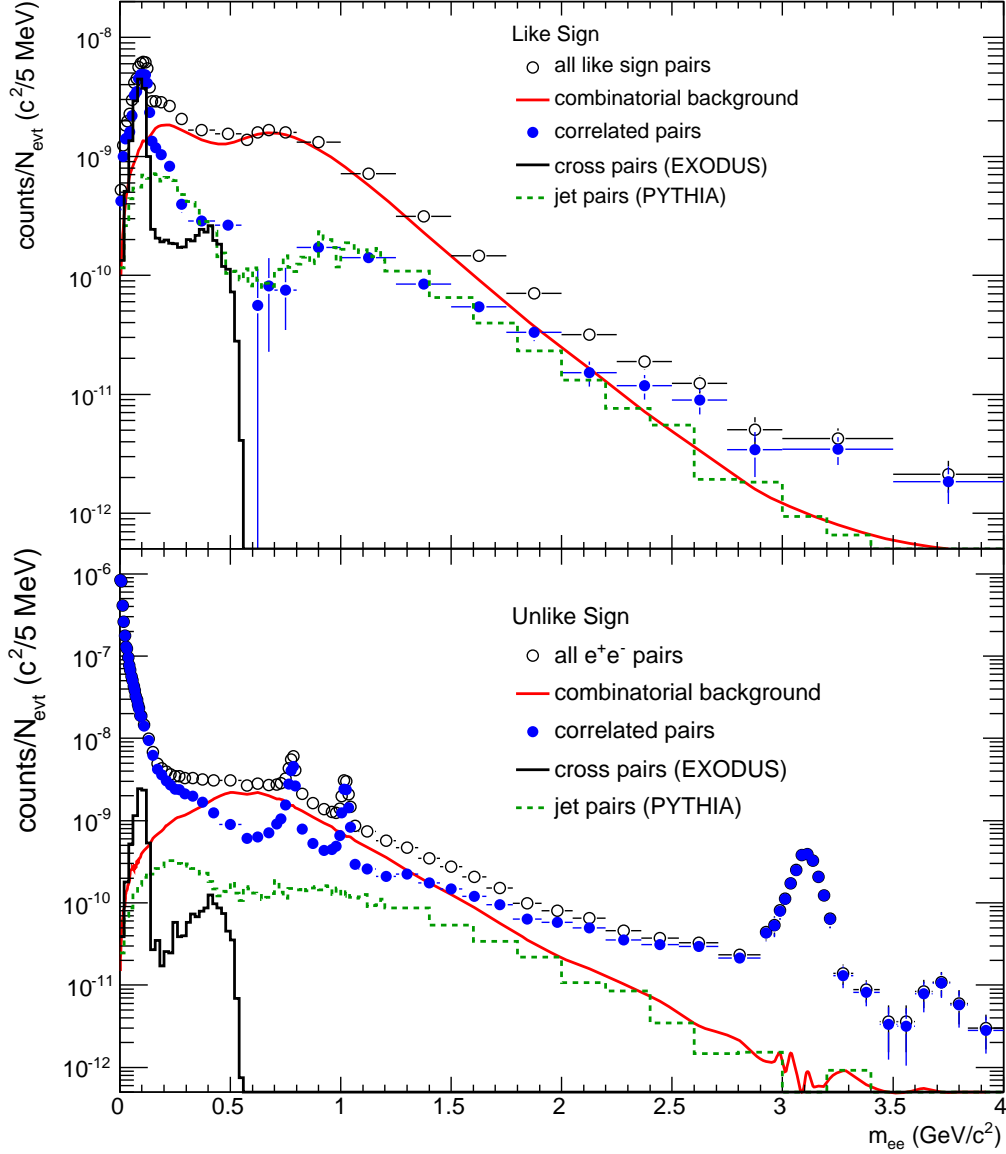 10⁻⁸
10⁻⁹
10⁻¹⁰
10⁻¹¹
10⁻¹²
counts/N_evt (c²/5 MeV)
Like Sign
all like sign pairs
combinatorial background
correlated pairs
cross pairs (EXODUS)
jet pairs (PYTHIA)
10⁻⁶
10⁻⁷
10⁻⁸
10⁻⁹
10⁻¹⁰
10⁻¹¹
10⁻¹²
counts/N_evt (c²/5 MeV)
Unlike Sign
all e⁺e⁻ pairs
combinatorial background
correlated pairs
cross pairs (EXODUS)
jet pairs (PYTHIA)
0 0.5 1 1.5 2 2.5 3 3.5 4
m_ee (GeV/c²)